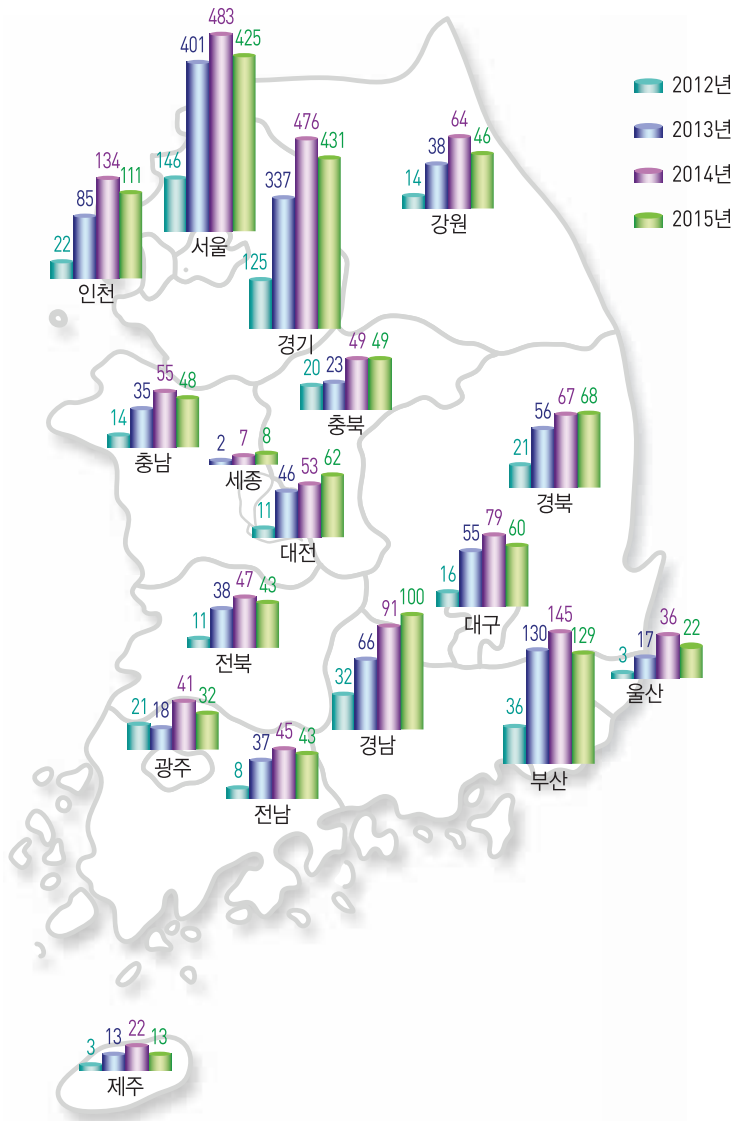 2012년
2013년
2014년
2015년
146 401 483 425
서울
22 85 134 111
인천
125 337 476 431
경기
14 38 64 46
강원
20 23 49 49
충북
14 35 55 48
충남
2 7 8
세종
11 46 53 62
대전
21 56 67 68
경북
16 55 79 60
대구
11 38 47 43
전북
32 66 91 100
경남
36 130 145 129
부산
3 17 36 22
울산
21 18 41 32
광주
8 37 45 43
전남
3 13 22 13
제주